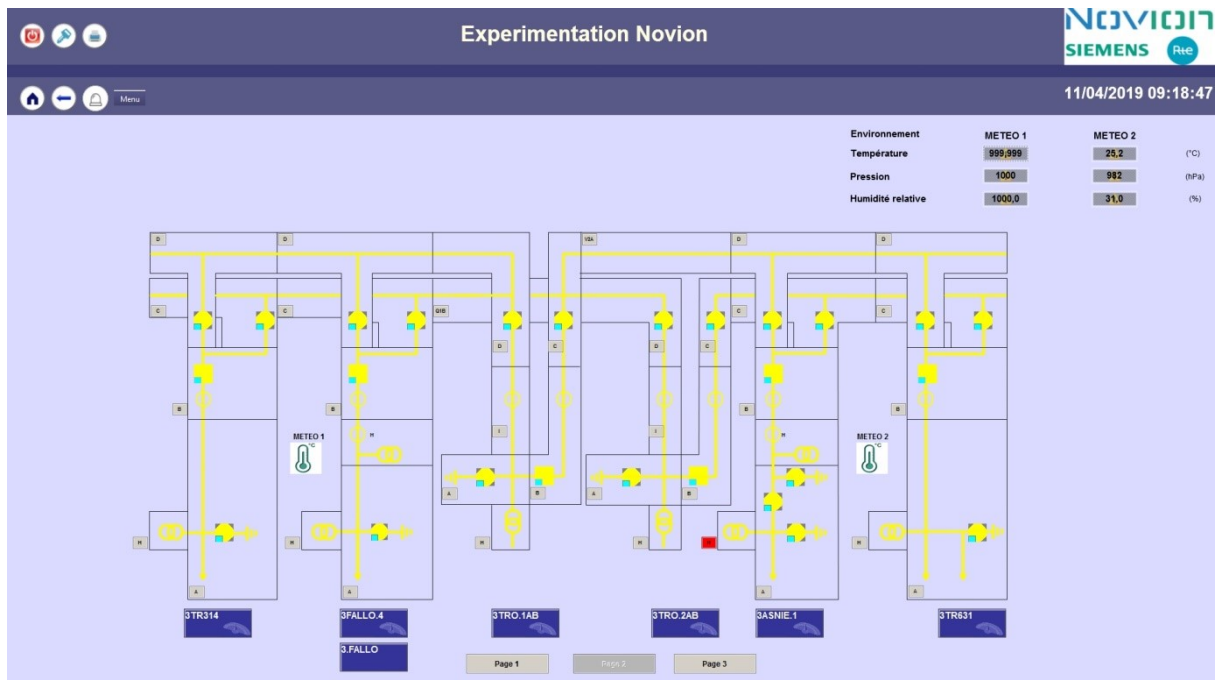 Experimentation Novion
NOVION
SIEMENS Rte
Menu
11/04/2019 09:18:47
Environnement METEO 1 METEO 2
Température 999,999 25,2 (°C)
Pression 1000 982 (hPa)
Humidité relative 1000,0 31,0 (%)
D D V3A D D
C C G1B C C
D C D C
B B B B
METEO 1 M I I M METEO 2
°C °C
A B A B
H H H H H
A A A A
3TR314 3FALLO.4 3TRO.1AB 3TRO.2AB 3ASNIE.1 3TR631
3.FALLO
Page 1 Page 2 Page 3